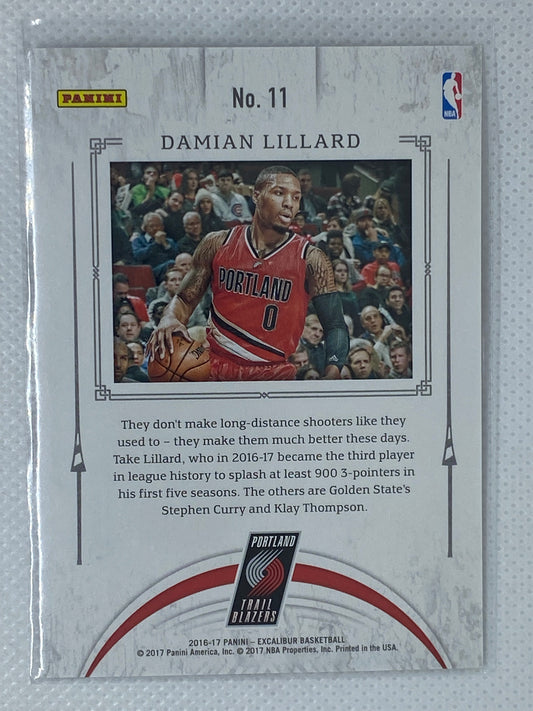 PANINI
No. 11
NBA
DAMIAN LILLARD
PORTLAND
0
They don't make long-distance shooters like they
used to – they make them much better these days.
Take Lillard, who in 2016-17 became the third player
in league history to splash at least 900 3-pointers in
his first five seasons. The others are Golden State's
Stephen Curry and Klay Thompson.
PORTLAND
TRAIL
BLAZERS
2016-17 PANINI – EXCALIBUR BASKETBALL
© 2017 Panini America, Inc. © 2017 NBA Properties, Inc. Printed in the USA.